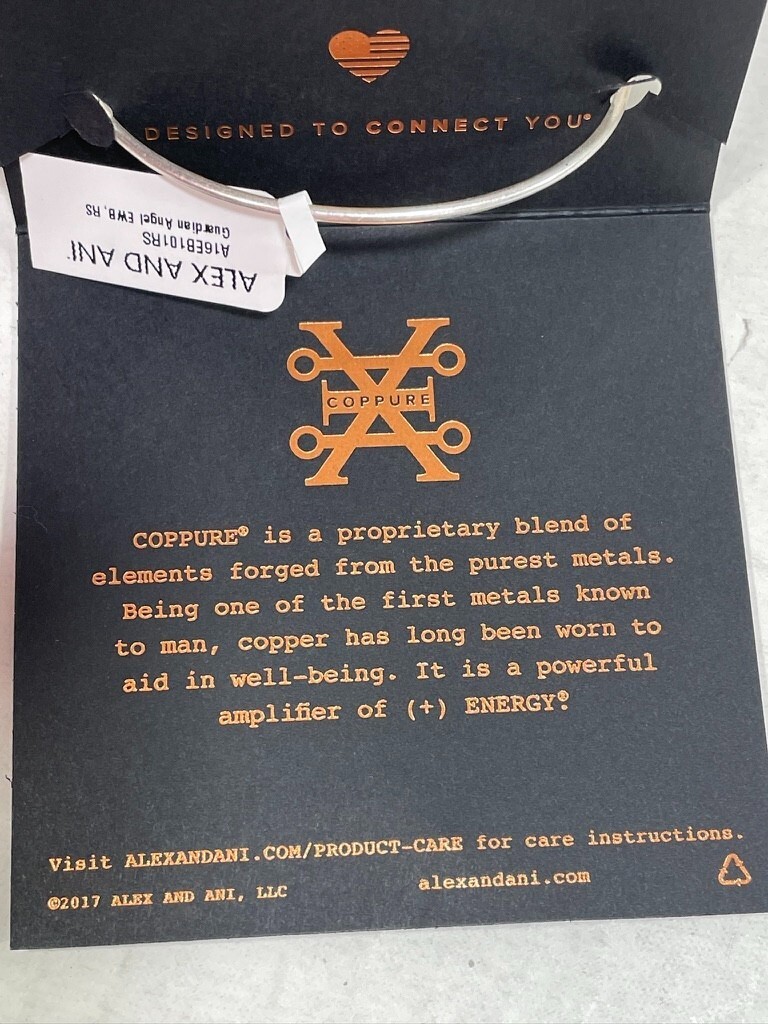 DESIGNED TO CONNECT YOU®
ALEX AND ANI
A16EB101RS
Guardian Angel EWB, RS
COPPURE
COPPURE® is a proprietary blend of
elements forged from the purest metals.
Being one of the first metals known
to man, copper has long been worn to
aid in well-being. It is a powerful
amplifier of (+) ENERGY®.
Visit ALEXANDANI.COM/PRODUCT-CARE for care instructions.
©2017 ALEX AND ANI, LLC
alexandani.com